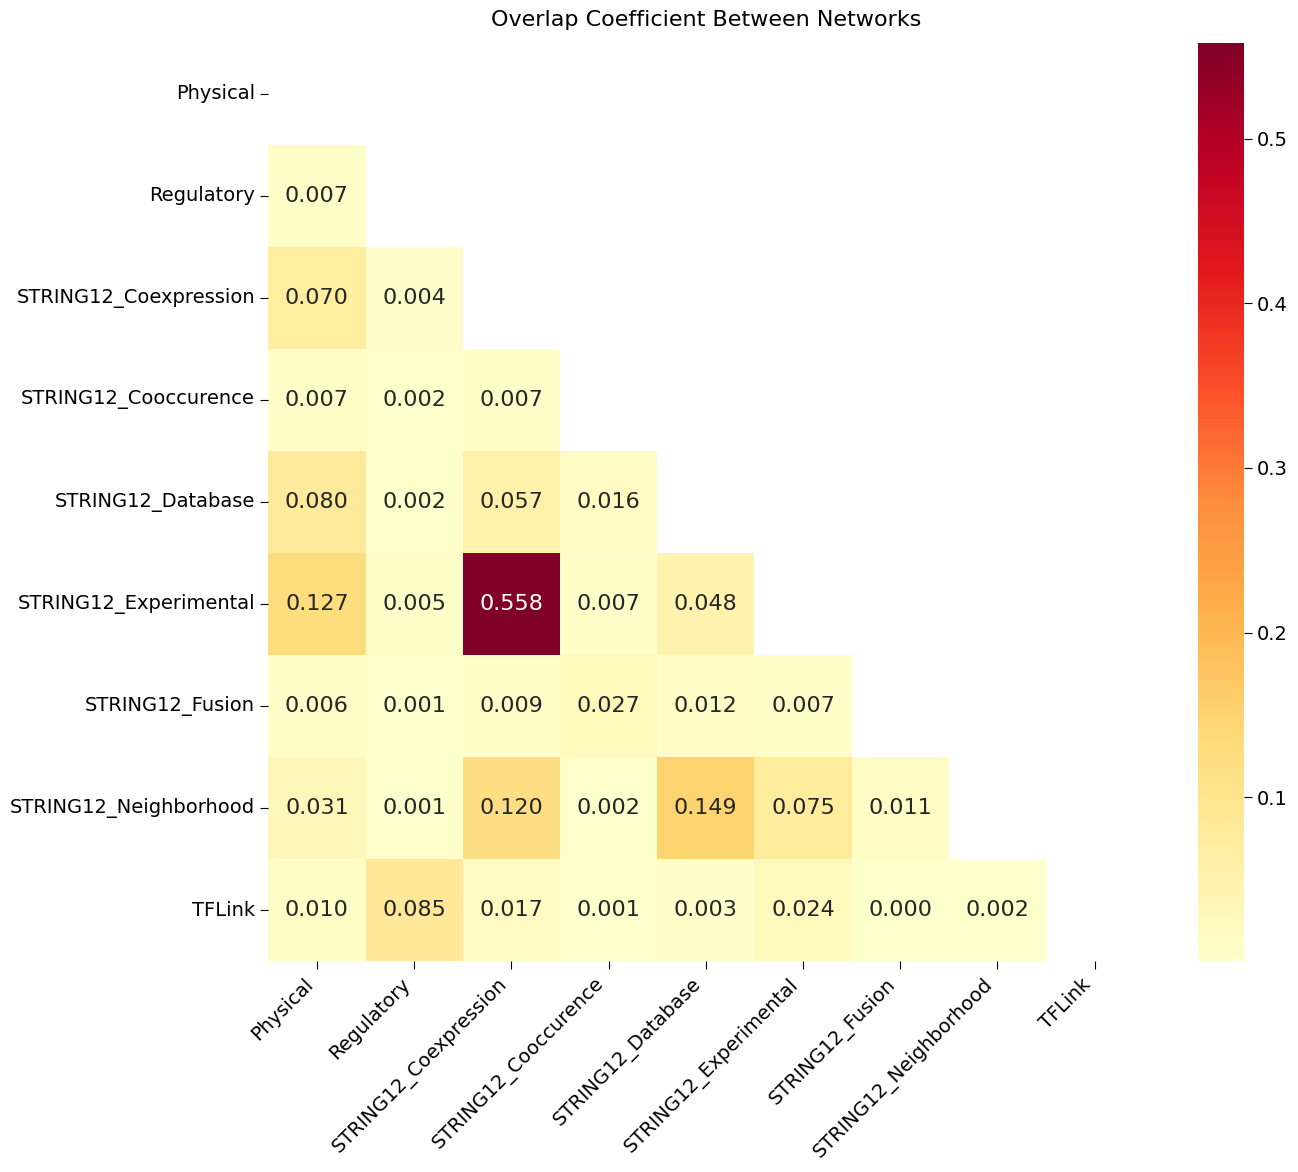 Overlap Coefficient Between Networks
Physical
Regulatory
STRING12_Coexpression
STRING12_Cooccurence
STRING12_Database
STRING12_Experimental
STRING12_Fusion
STRING12_Neighborhood
TFLink
0.007
0.070 0.004
0.007 0.002 0.007
0.080 0.002 0.057 0.016
0.127 0.005 0.558 0.007 0.048
0.006 0.001 0.009 0.027 0.012 0.007
0.031 0.001 0.120 0.002 0.149 0.075 0.011
0.010 0.085 0.017 0.001 0.003 0.024 0.000 0.002
Physical
Regulatory
STRING12_Coexpression
STRING12_Cooccurence
STRING12_Database
STRING12_Experimental
STRING12_Fusion
STRING12_Neighborhood
TFLink
0.5
0.4
0.3
0.2
0.1